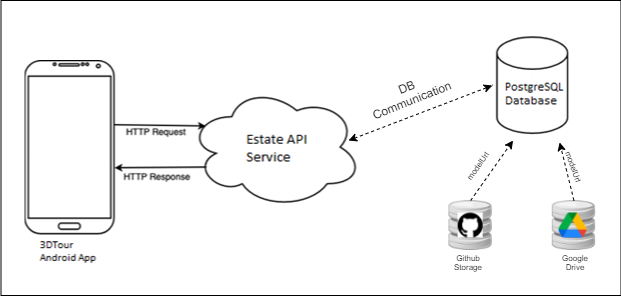 HTTP Request
HTTP Response
3DTour
Android App
Estate API
Service
DB
Communication
PostgreSQL
Database
modelUrl
modelUrl
Github
Storage
Google
Drive